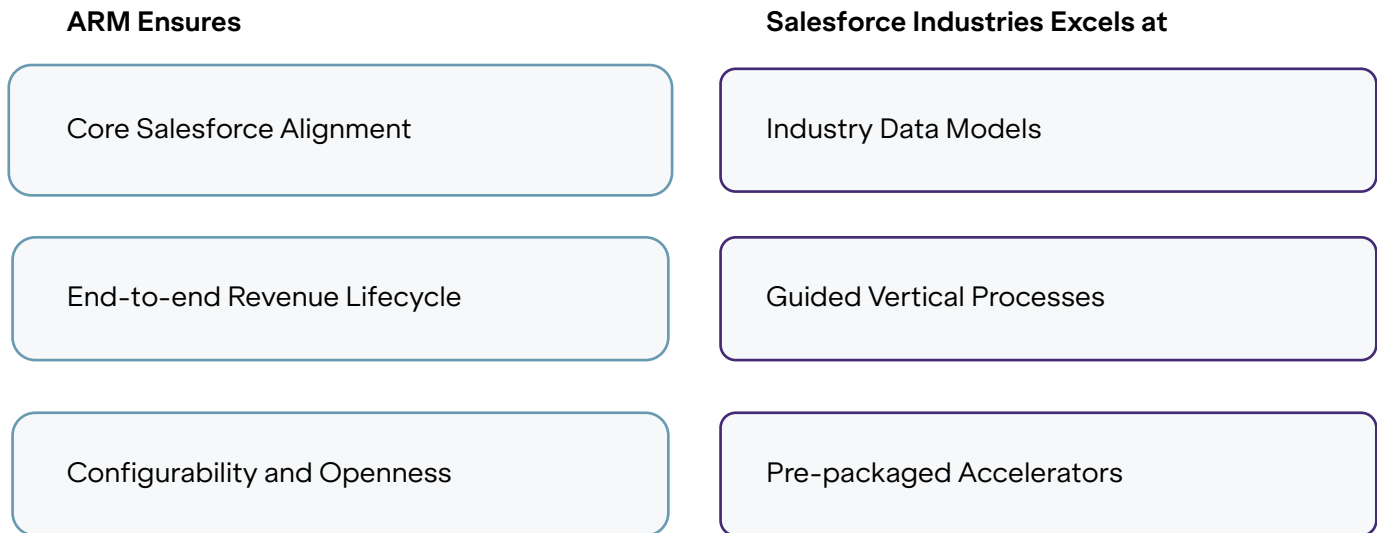 ARM Ensures
Salesforce Industries Excels at
Core Salesforce Alignment
Industry Data Models
End-to-end Revenue Lifecycle
Guided Vertical Processes
Configurability and Openness
Pre-packaged Accelerators